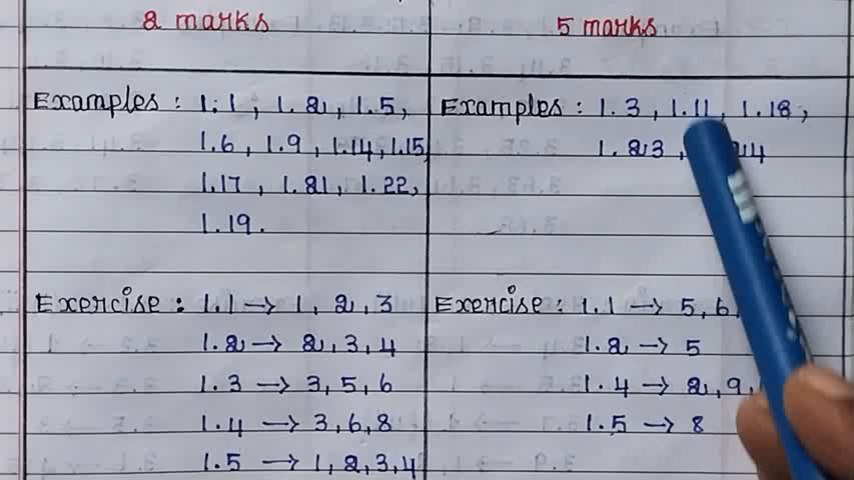 2 marks
5 marks
Examples : 1.1, 1.2, 1.5,
1.6, 1.9, 1.14, 1.15,
1.17, 1.21, 1.22,
1.19.
Examples : 1.3, 1.11, 1.18,
1.23,
Exercise : 1.1 → 1, 2, 3
1.2 → 2, 3, 4
1.3 → 3, 5, 6
1.4 → 3, 6, 8
1.5 → 1, 2, 3, 4
Exercise : 1.1 → 5, 6,
1.2 → 5
1.4 → 2, 9,
1.5 → 8